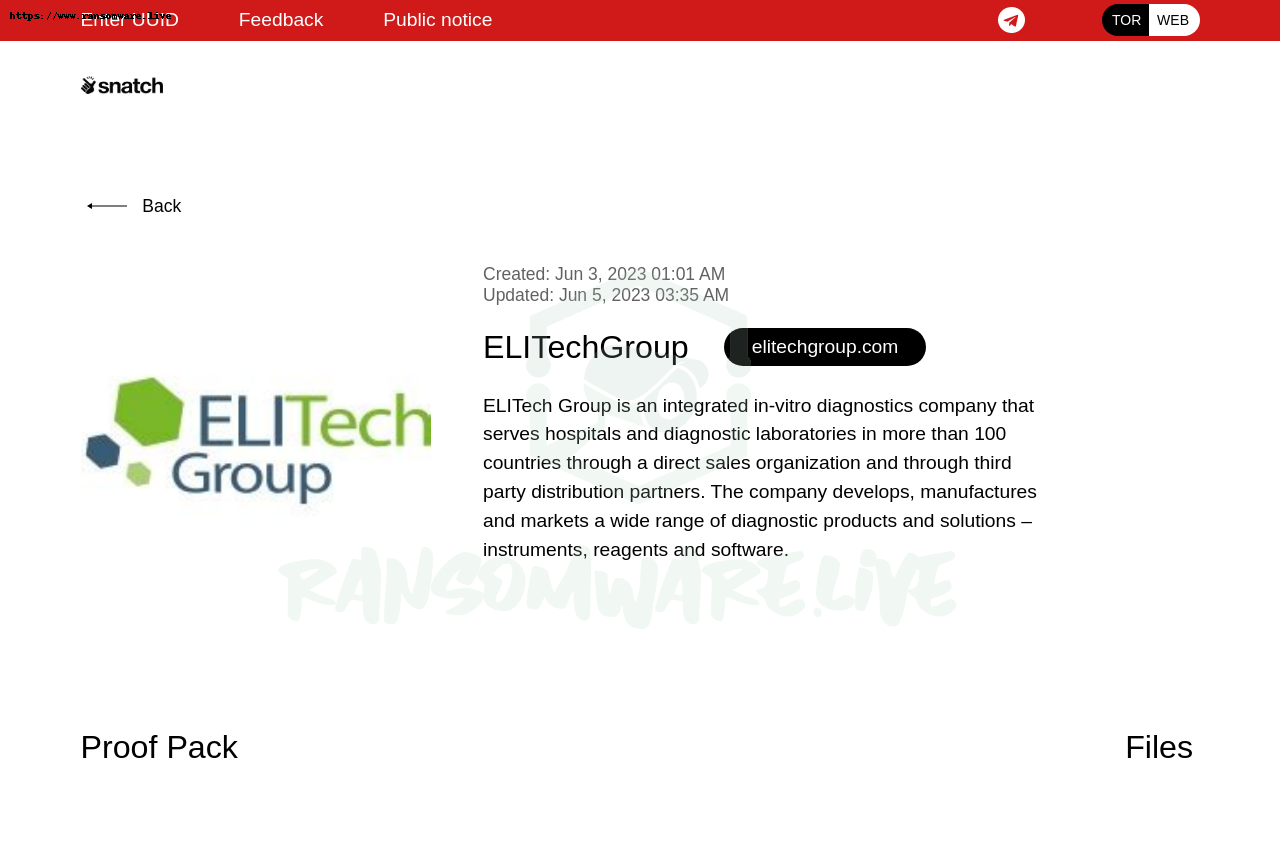 https://www.ransomware.live
Enter UUID
Feedback
Public notice
TOR
WEB
snatch
Back
Created: Jun 3, 2023 01:01 AM
Updated: Jun 5, 2023 03:35 AM
ELITechGroup
elitechgroup.com
ELITech
Group
ELITech Group is an integrated in-vitro diagnostics company that
serves hospitals and diagnostic laboratories in more than 100
countries through a direct sales organization and through third
party distribution partners. The company develops, manufactures
and markets a wide range of diagnostic products and solutions –
instruments, reagents and software.
RANSOMWARE.LIVE
Proof Pack
Files